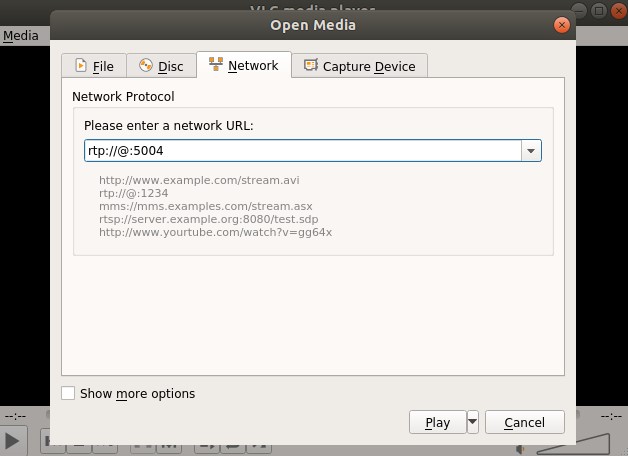 VLC media player
Open Media
Media
File Disc Network Capture Device
Network Protocol
Please enter a network URL:
rtp://@:5004
http://www.example.com/stream.avi
rtp://@:1234
mms://mms.examples.com/stream.asx
rtsp://server.example.org:8080/test.sdp
http://www.yourtube.com/watch?v=gg64x
Show more options
--:-- --:--
Play Cancel